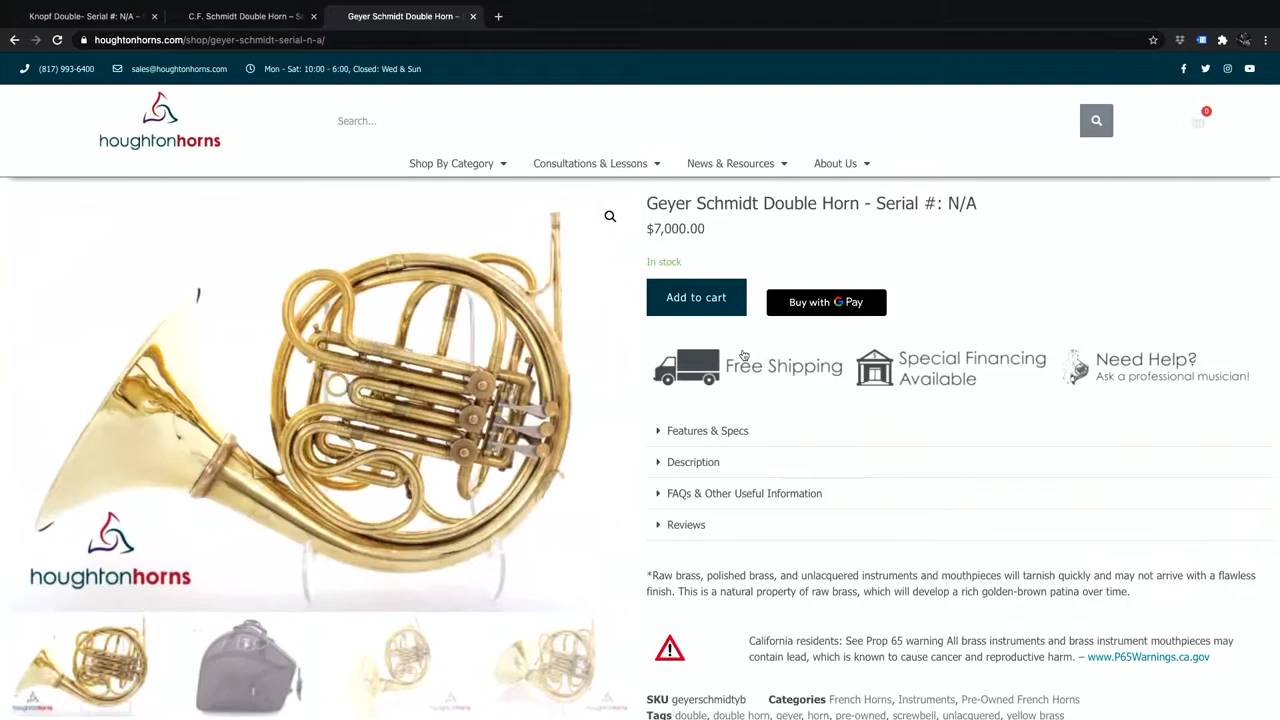 Knopf Double- Serial #: N/A –
C.F. Schmidt Double Horn – Se
Geyer Schmidt Double Horn –
houghtonhorns.com/shop/geyer-schmidt-serial-n-a/
(817) 993-6400
sales@houghtonhorns.com
Mon - Sat: 10:00 - 6:00, Closed: Wed & Sun
houghtonhorns
Search...
0
Shop By Category
Consultations & Lessons
News & Resources
About Us
Geyer Schmidt Double Horn - Serial #: N/A
$7,000.00
In stock
Add to cart
Buy with G Pay
Free Shipping
Special Financing
Available
Need Help?
Ask a professional musician!
Features & Specs
Description
FAQs & Other Useful Information
Reviews
houghtonhorns
*Raw brass, polished brass, and unlacquered instruments and mouthpieces will tarnish quickly and may not arrive with a flawless
finish. This is a natural property of raw brass, which will develop a rich golden-brown patina over time.
California residents: See Prop 65 warning All brass instruments and brass instrument mouthpieces may
contain lead, which is known to cause cancer and reproductive harm. – www.P65Warnings.ca.gov
SKU geyerschmidtyb
Categories French Horns, Instruments, Pre-Owned French Horns
Tags double, double horn, geyer, horn, pre-owned, screwbell, unlacquered, yellow brass